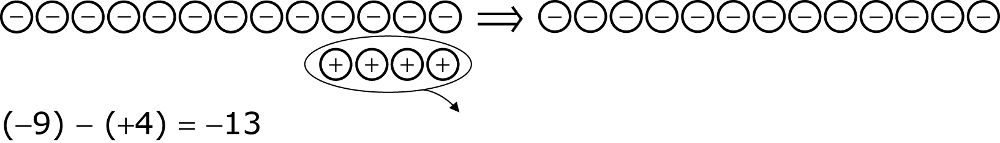 − − − − − − − − − − − − − ⟹ − − − − − − − − − − − − −
+ + + +
(−9) − (+4) = −13